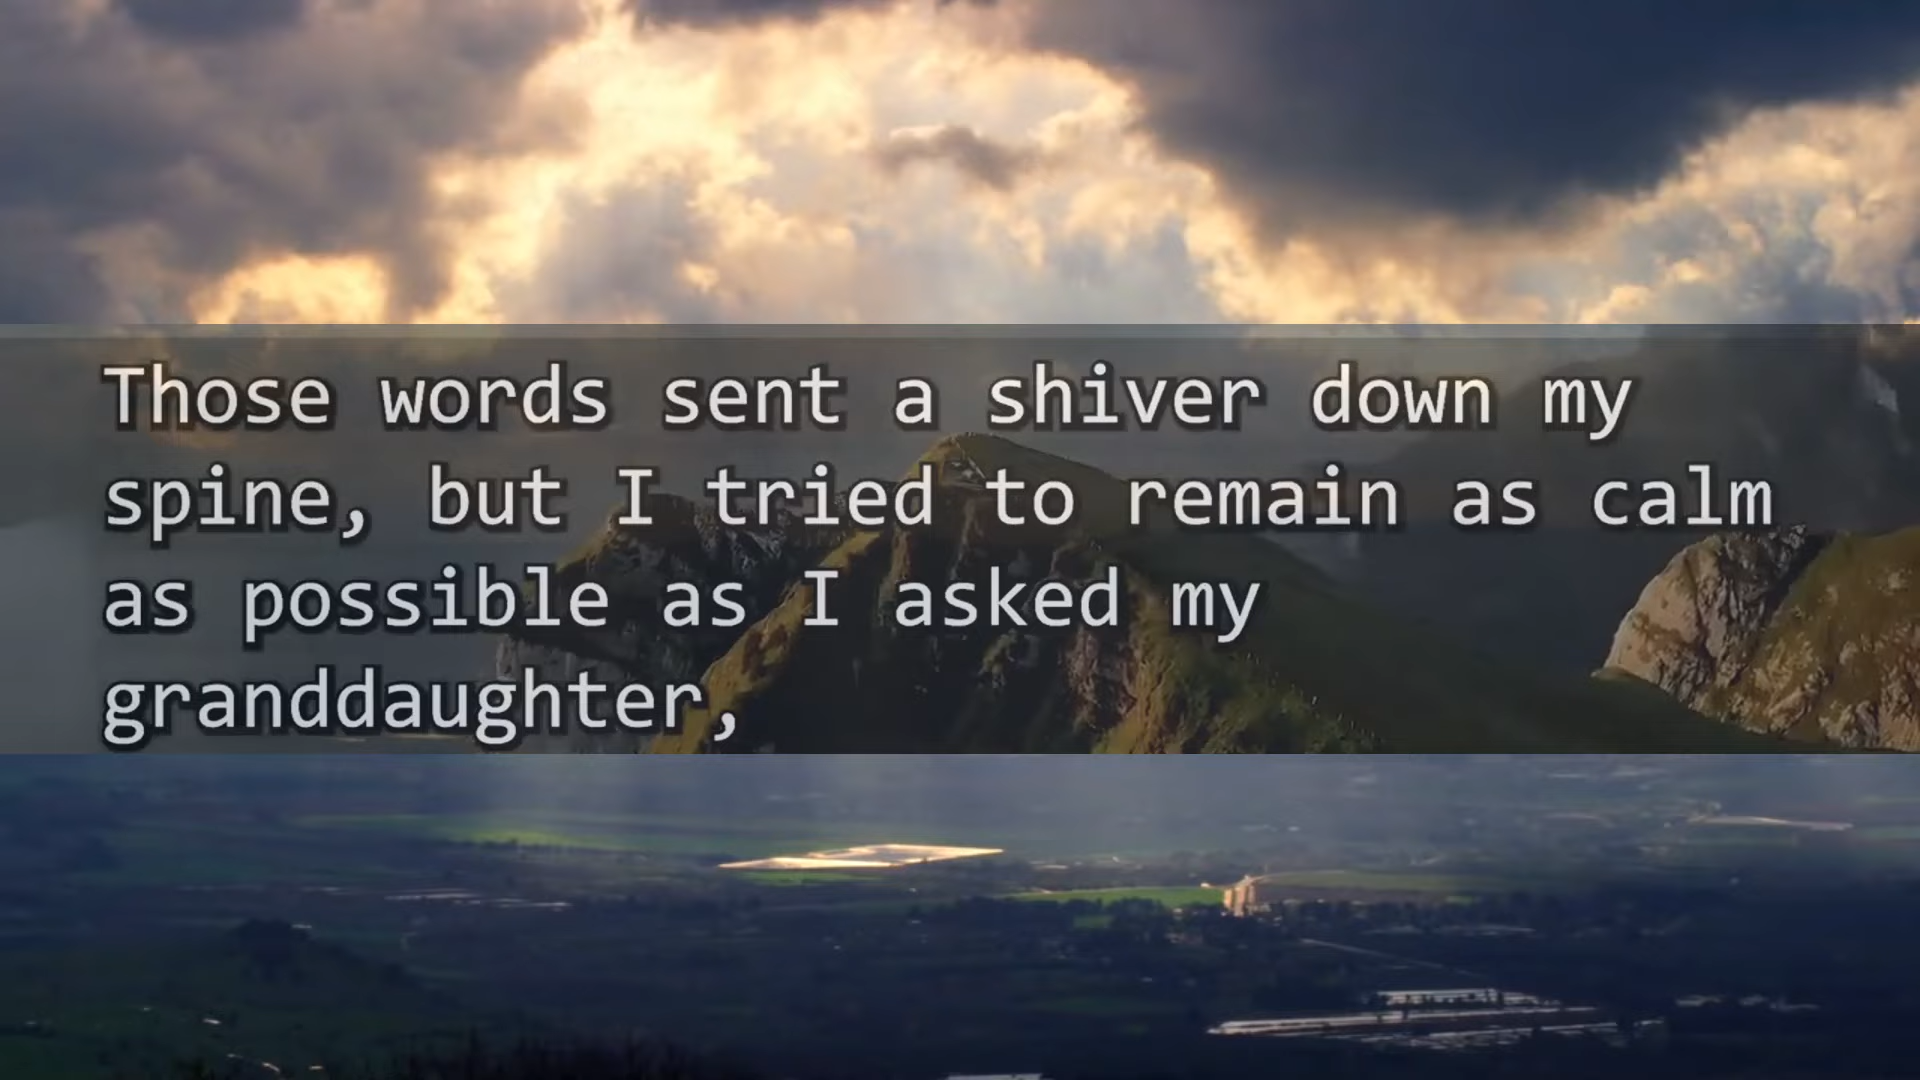 Those words sent a shiver down my
spine, but I tried to remain as calm
as possible as I asked my
granddaughter,